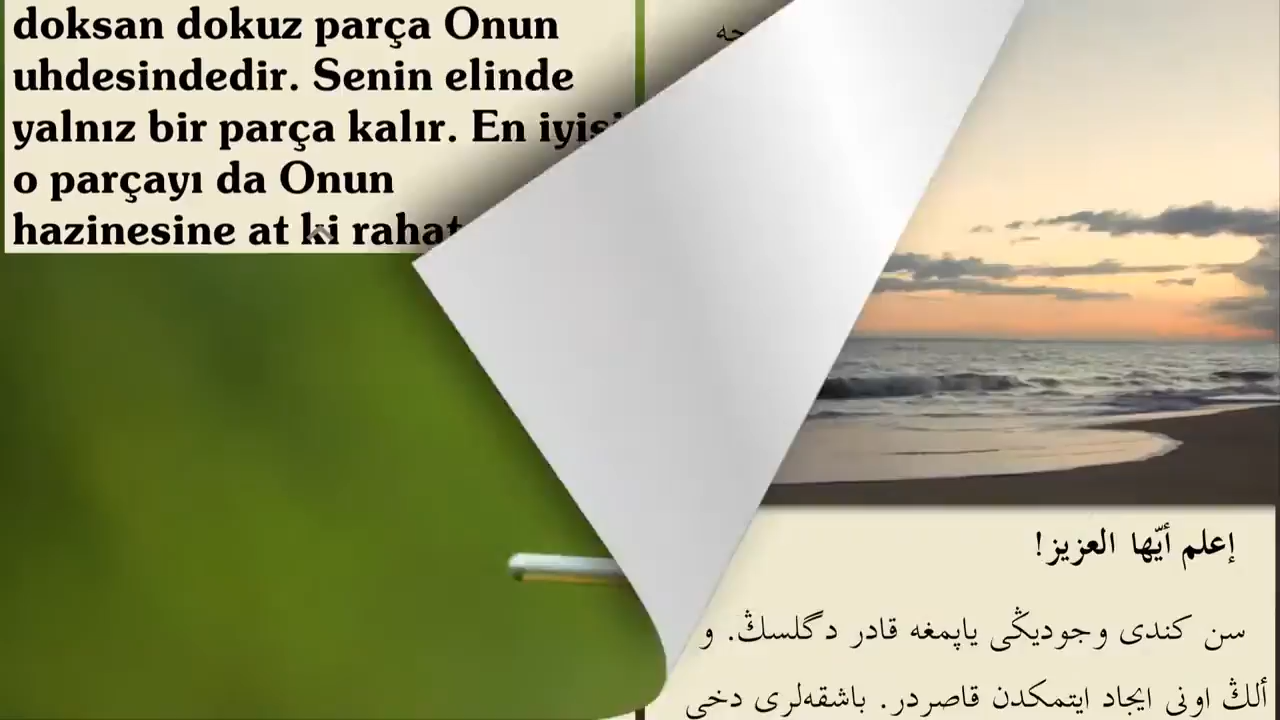 doksan dokuz parça Onun
uhdesindedir. Senin elinde
yalnız bir parça kalır. En
o parçayı da Onun
hazinesine at ki rahat
إعلم أيّها العزيز!
سن كندى وجوديڭى ياپمغه قادر دگلسڭ. و
ألڭ اونى ايجاد ايتمكدن قاصردر. باشقه‌لرى دخى